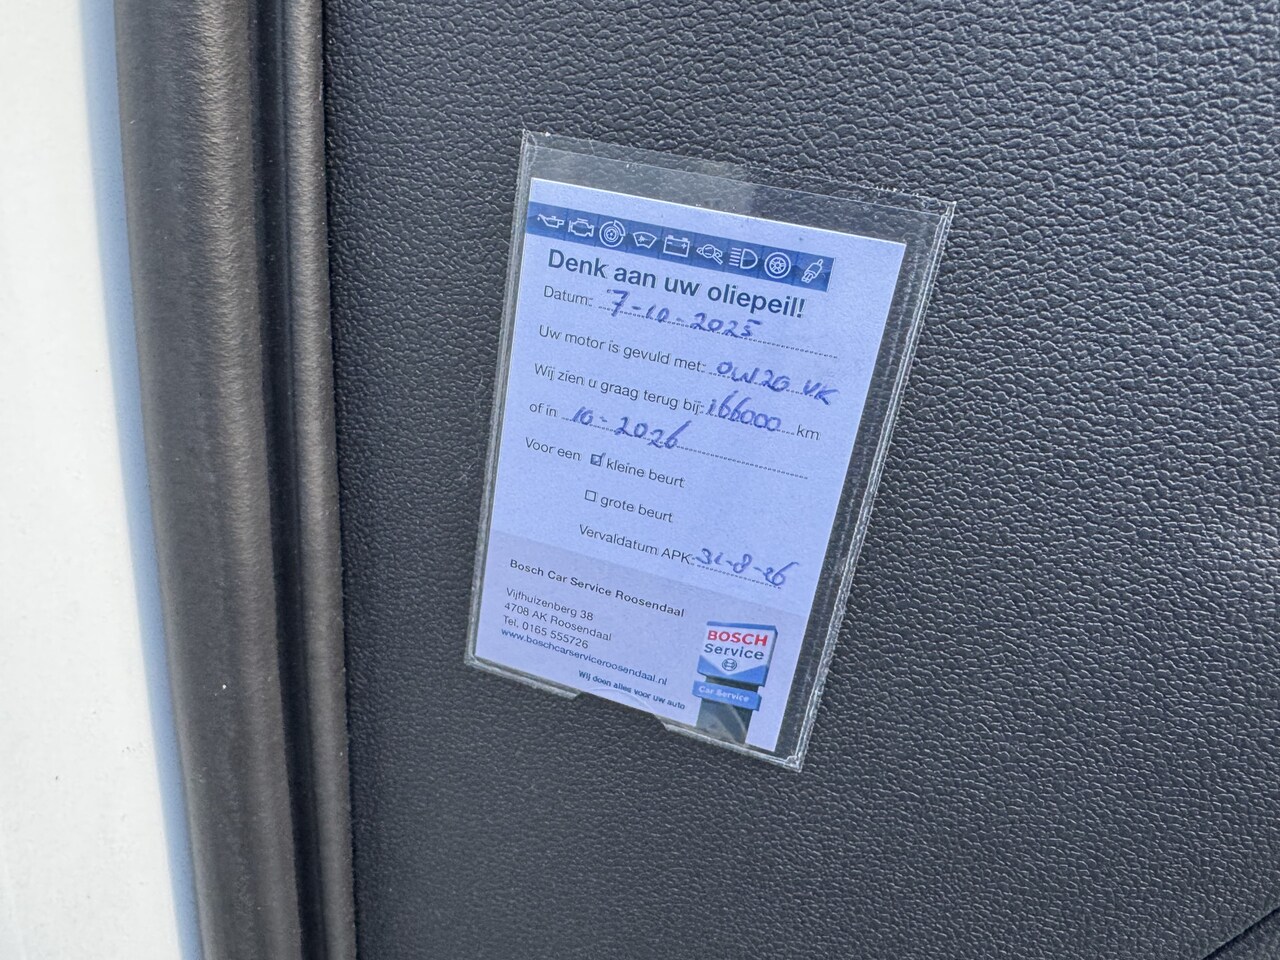 Denk aan uw oliepeil!
Datum: 7-10-2025
Uw motor is gevuld met: 0W20 VK
Wij zien u graag terug bij: 166000 km
of in 10-2026
Voor een ☑ kleine beurt
☐ grote beurt
Vervaldatum APK: 31-8-26
Bosch Car Service Roosendaal
Vijfhuizenberg 38
4708 AK Roosendaal
Tel. 0165 555726
www.boschcarserviceroosendaal.nl
Wij doen alles voor uw auto
BOSCH
Service
Car Service